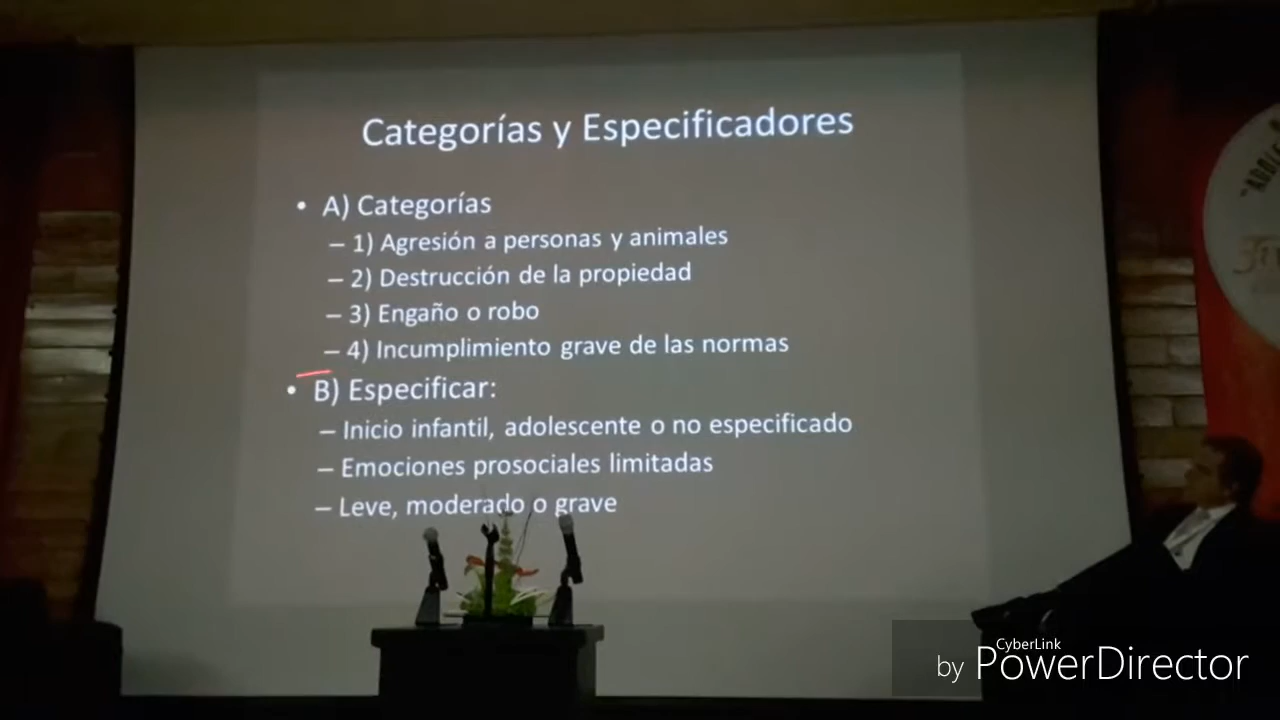 Categorías y Especificadores
• A) Categorías
– 1) Agresión a personas y animales
– 2) Destrucción de la propiedad
– 3) Engaño o robo
– 4) Incumplimiento grave de las normas
• B) Especificar:
– Inicio infantil, adolescente o no especificado
– Emociones prosociales limitadas
– Leve, moderado o grave
CyberLink
by PowerDirector